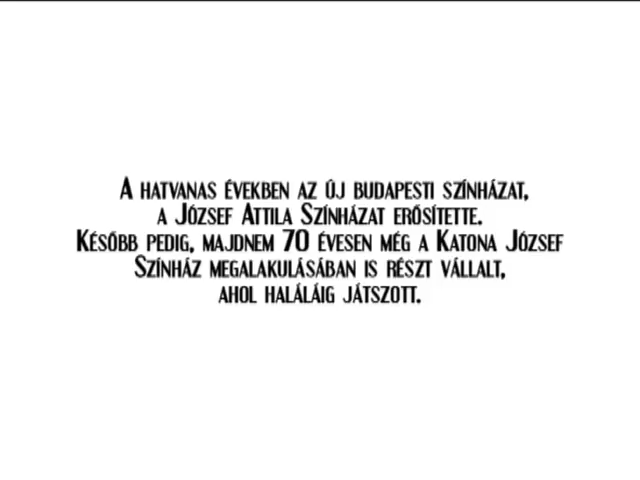 A HATVANAS ÉVEKBEN AZ ÚJ BUDAPESTI SZÍNHÁZAT,
A JÓZSEF ATTILA SZÍNHÁZAT ERŐSÍTETTE.
KÉSŐBB PEDIG, MAJDNEM 70 ÉVESEN MÉG A KATONA JÓZSEF
SZÍNHÁZ MEGALAKULÁSÁBAN IS RÉSZT VÁLLALT,
AHOL HALÁLÁIG JÁTSZOTT.